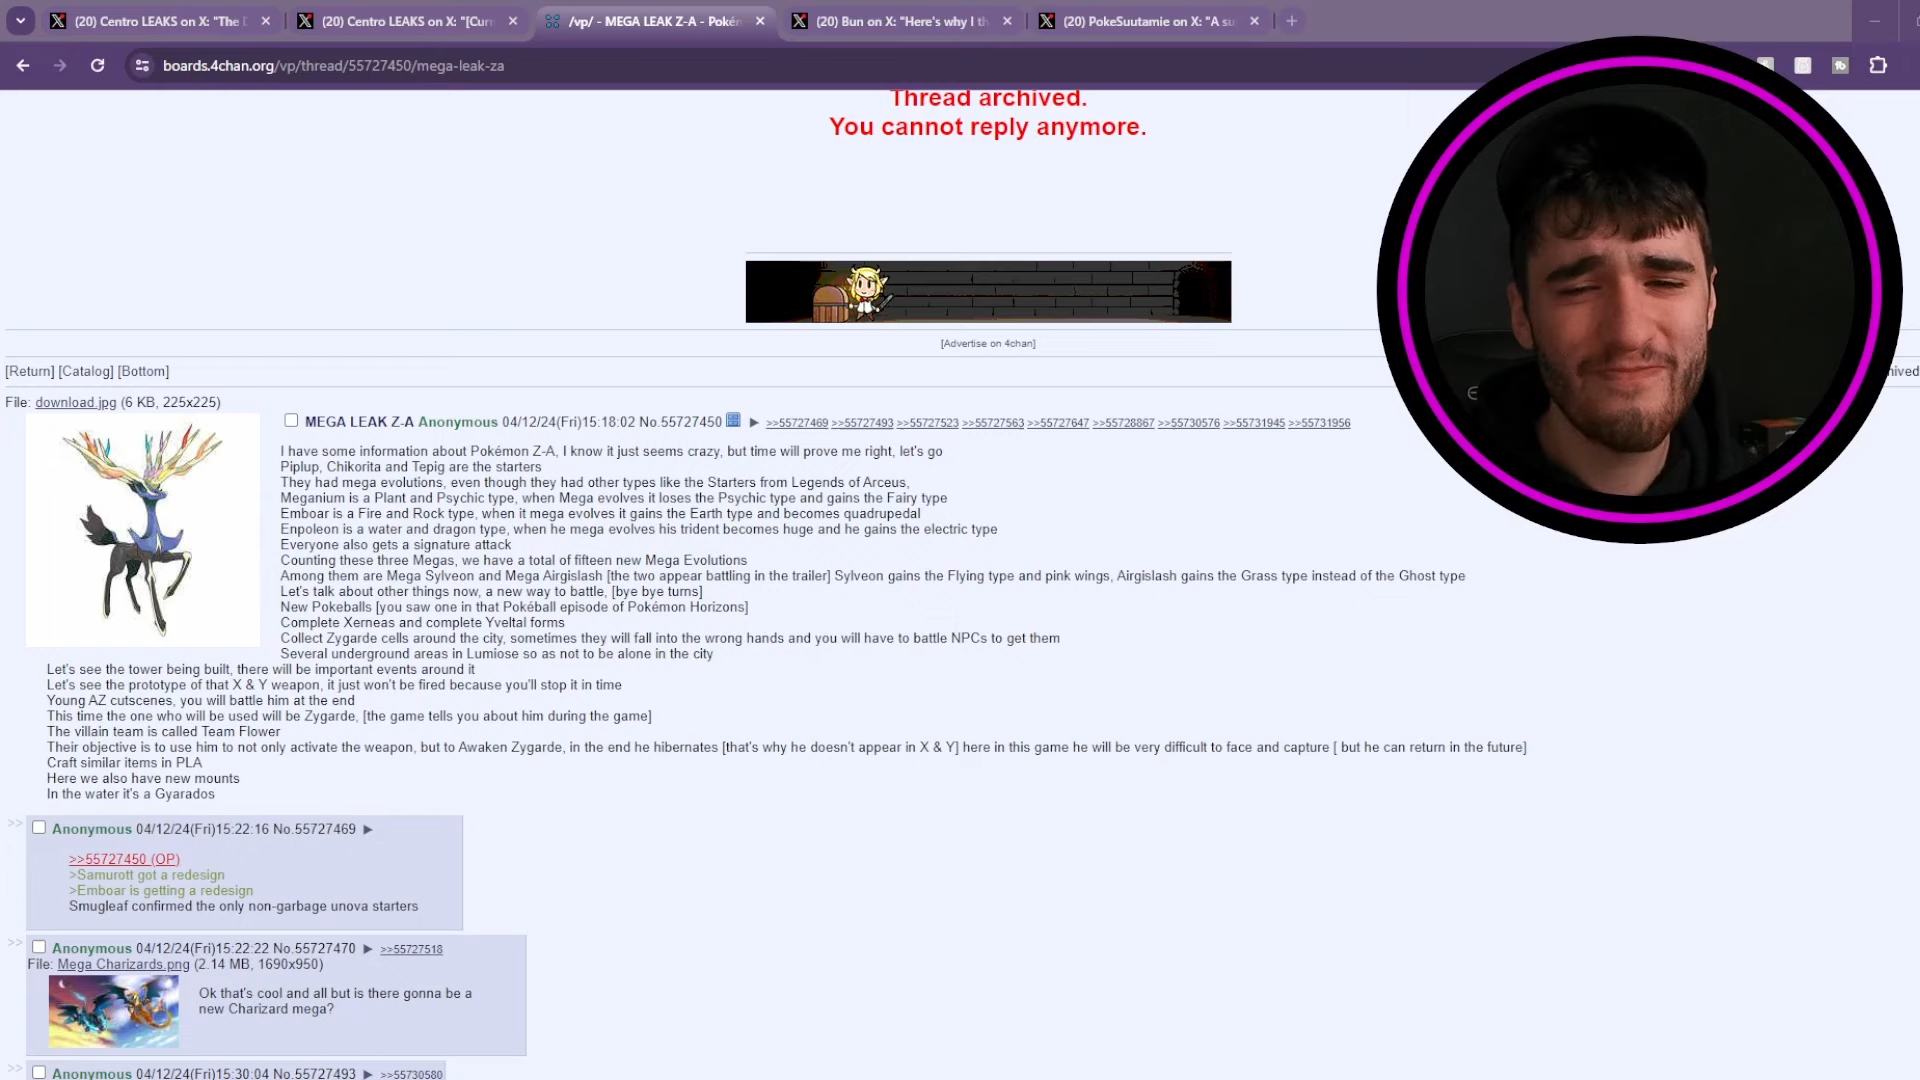 (20) Centro LEAKS on X: "The D
(20) Centro LEAKS on X: "[Curr
/vp/ - MEGA LEAK Z-A - Poké
(20) Bun on X: "Here's why I th
(20) PokeSuutamie on X: "A su
boards.4chan.org/vp/thread/55727450/mega-leak-za
Thread archived.
You cannot reply anymore.
[Advertise on 4chan]
[Return] [Catalog] [Bottom]
File: download.jpg (6 KB, 225x225)
MEGA LEAK Z-A Anonymous 04/12/24(Fri)15:18:02 No.55727450 ▶ >>55727469 >>55727493 >>55727523 >>55727563 >>55727647 >>55728867 >>55730576 >>55731945 >>55731956
I have some information about Pokémon Z-A, I know it just seems crazy, but time will prove me right, let's go
Piplup, Chikorita and Tepig are the starters
They had mega evolutions, even though they had other types like the Starters from Legends of Arceus,
Meganium is a Plant and Psychic type, when Mega evolves it loses the Psychic type and gains the Fairy type
Emboar is a Fire and Rock type, when it mega evolves it gains the Earth type and becomes quadrupedal
Enpoleon is a water and dragon type, when he mega evolves his trident becomes huge and he gains the electric type
Everyone also gets a signature attack
Counting these three Megas, we have a total of fifteen new Mega Evolutions
Among them are Mega Sylveon and Mega Airgislash [the two appear battling in the trailer] Sylveon gains the Flying type and pink wings, Airgislash gains the Grass type instead of the Ghost type
Let's talk about other things now, a new way to battle, [bye bye turns]
New Pokeballs [you saw one in that Pokéball episode of Pokémon Horizons]
Complete Xerneas and complete Yveltal forms
Collect Zygarde cells around the city, sometimes they will fall into the wrong hands and you will have to battle NPCs to get them
Several underground areas in Lumiose so as not to be alone in the city
Let's see the tower being built, there will be important events around it
Let's see the prototype of that X & Y weapon, it just won't be fired because you'll stop it in time
Young AZ cutscenes, you will battle him at the end
This time the one who will be used will be Zygarde, [the game tells you about him during the game]
The villain team is called Team Flower
Their objective is to use him to not only activate the weapon, but to Awaken Zygarde, in the end he hibernates [that's why he doesn't appear in X & Y] here in this game he will be very difficult to face and capture [ but he can return in the future]
Craft similar items in PLA
Here we also have new mounts
In the water it's a Gyarados
>> Anonymous 04/12/24(Fri)15:22:16 No.55727469 ▶
>>55727450 (OP)
>Samurott got a redesign
>Emboar is getting a redesign
Smugleaf confirmed the only non-garbage unova starters
>> Anonymous 04/12/24(Fri)15:22:22 No.55727470 ▶ >>55727518
File: Mega Charizards.png (2.14 MB, 1690x950)
Ok that's cool and all but is there gonna be a
new Charizard mega?
>> Anonymous 04/12/24(Fri)15:30:04 No.55727493 ▶ >>55730580